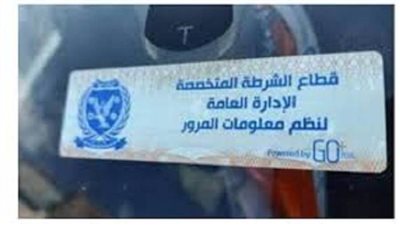 قطاع الشرطة المتخصصة
الإدارة العامة
لنظم معلومات المرور
Powered by GO+